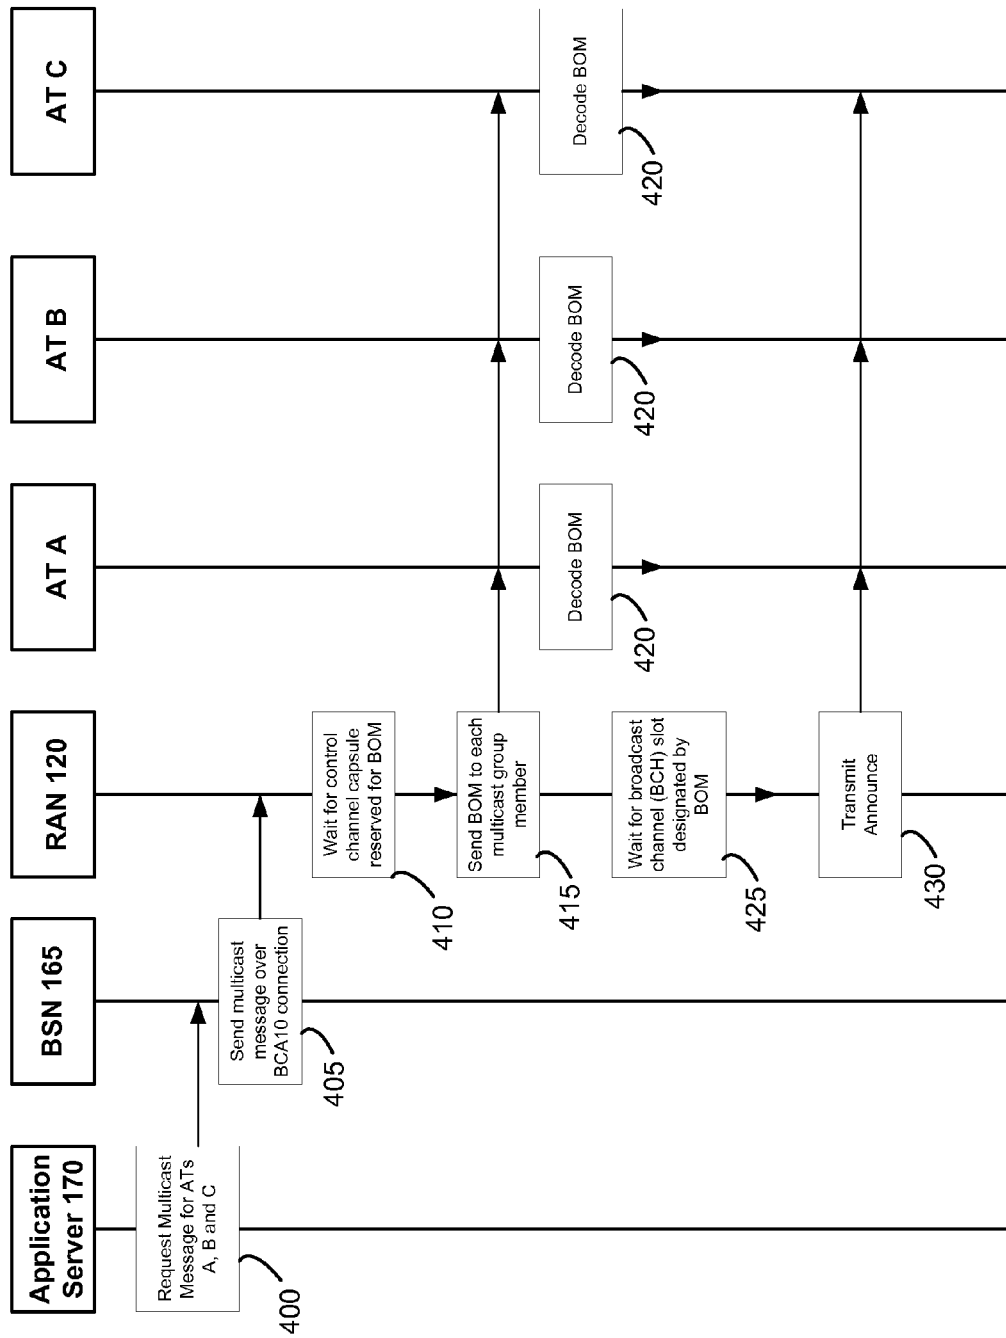 Application
Server 170
BSN 165
RAN 120
AT A
AT B
AT C
Request Multicast
Message for ATs
A, B and C
400
Send multicast
message over
BCA10 connection
405
Wait for control
channel capsule
reserved for BOM
410
Send BOM to each
multicast group
member
415
Decode BOM
420
Decode BOM
420
Decode BOM
420
Wait for broadcast
channel (BCH) slot
designated by
BOM
425
Transmit
Announce
430